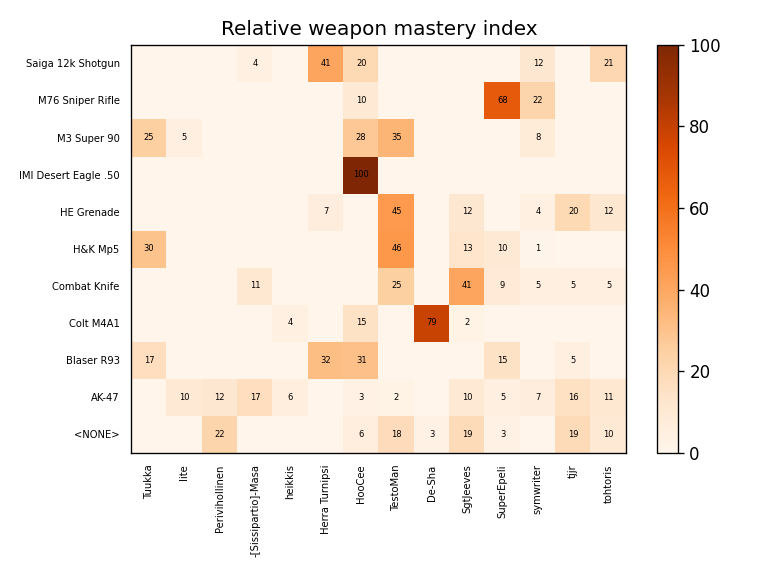 Relative weapon mastery index
Saiga 12k Shotgun 4 41 20 12 21
M76 Sniper Rifle 10 68 22
M3 Super 90 25 5 28 35 8
IMI Desert Eagle .50 100
HE Grenade 7 45 12 4 20 12
H&K Mp5 30 46 13 10 1
Combat Knife 11 25 41 9 5 5 5
Colt M4A1 4 15 79 2
Blaser R93 17 32 31 15 5
AK-47 10 12 17 6 3 2 10 5 7 16 11
<NONE> 22 6 18 3 19 3 19 10
Tuukka
lite
Perivihollinen
-[Sissipartio]-Masa
heikkis
Herra Turnipsi
HooCee
TestoMan
De-Sha
SgtJeeves
SuperEpeli
symwriter
tjjr
tohtoris
100
80
60
40
20
0